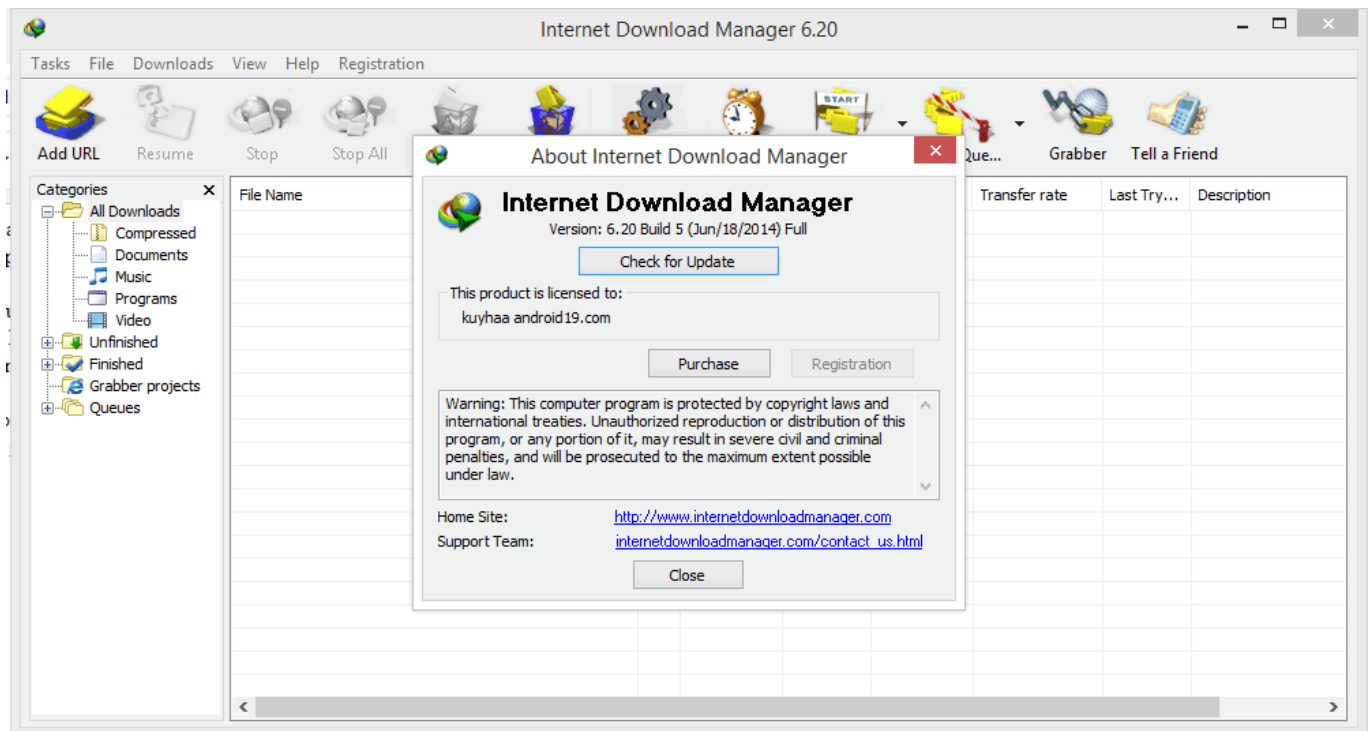 Internet Download Manager 6.20
Tasks File Downloads View Help Registration
Add URL Resume Stop Stop All Que... Grabber Tell a Friend
START
Categories
All Downloads
Compressed
Documents
Music
Programs
Video
Unfinished
Finished
Grabber projects
Queues
File Name Transfer rate Last Try... Description
About Internet Download Manager
Internet Download Manager
Version: 6.20 Build 5 (Jun/18/2014) Full
Check for Update
This product is licensed to:
kuyhaa android19.com
Purchase Registration
Warning: This computer program is protected by copyright laws and
international treaties. Unauthorized reproduction or distribution of this
program, or any portion of it, may result in severe civil and criminal
penalties, and will be prosecuted to the maximum extent possible
under law.
Home Site: http://www.internetdownloadmanager.com
Support Team: internetdownloadmanager.com/contact_us.html
Close